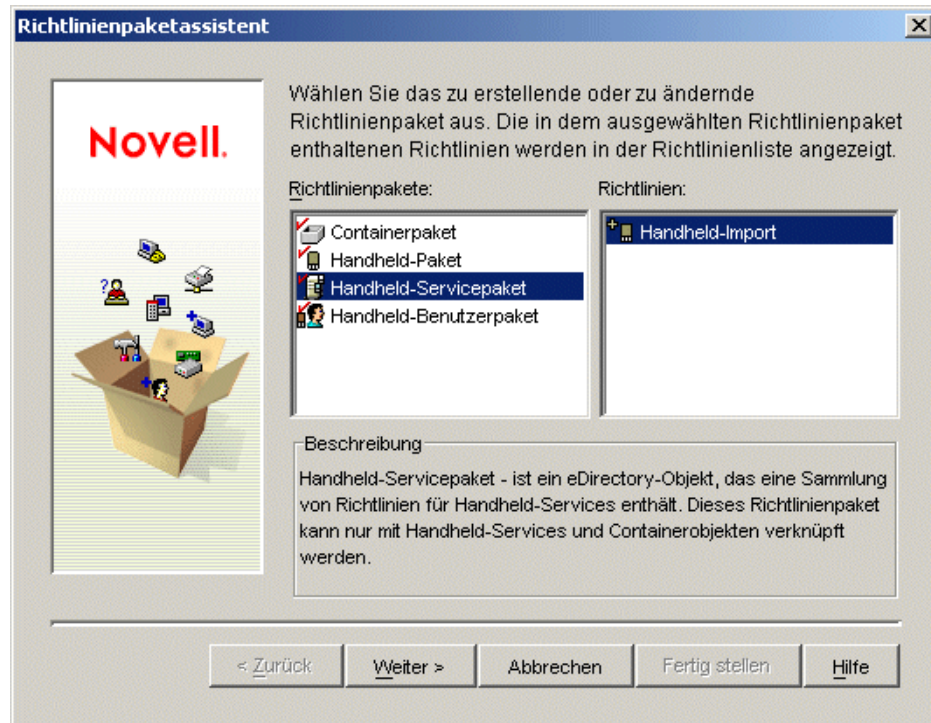 Richtlinienpaketassistent
Novell.
Wählen Sie das zu erstellende oder zu ändernde
Richtlinienpaket aus. Die in dem ausgewählten Richtlinienpaket
enthaltenen Richtlinien werden in der Richtlinienliste angezeigt.
Richtlinienpakete:
Richtlinien:
Containerpaket
Handheld-Paket
Handheld-Servicepaket
Handheld-Benutzerpaket
Handheld-Import
Beschreibung
Handheld-Servicepaket - ist ein eDirectory-Objekt, das eine Sammlung
von Richtlinien für Handheld-Services enthält. Dieses Richtlinienpaket
kann nur mit Handheld-Services und Containerobjekten verknüpft
werden.
< Zurück
Weiter >
Abbrechen
Fertig stellen
Hilfe